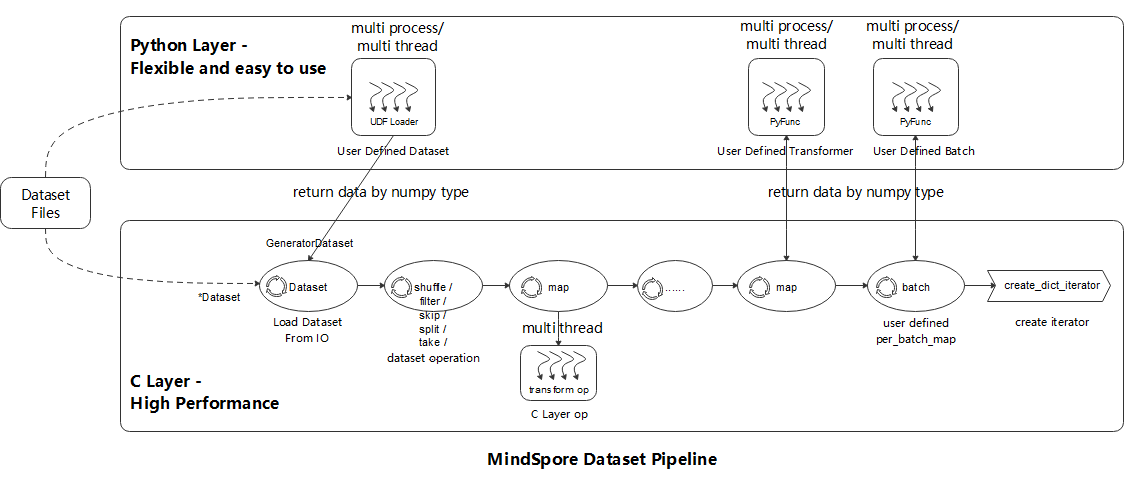 Python Layer -
Flexible and easy to use
multi process/
multi thread
UDF Loader
User Defined Dataset
multi process/
multi thread
PyFunc
User Defined Transformer
multi process/
multi thread
PyFunc
User Defined Batch
Dataset
Files
return data by numpy type
return data by numpy type
GeneratorDataset
*Dataset
Dataset
Load Dataset
From IO
shuffle /
filter /
skip /
split /
take /
dataset operation
map
multi thread
transform op
C Layer op
......
map
batch
user defined
per_batch_map
create_dict_iterator
create iterator
C Layer -
High Performance
MindSpore Dataset Pipeline